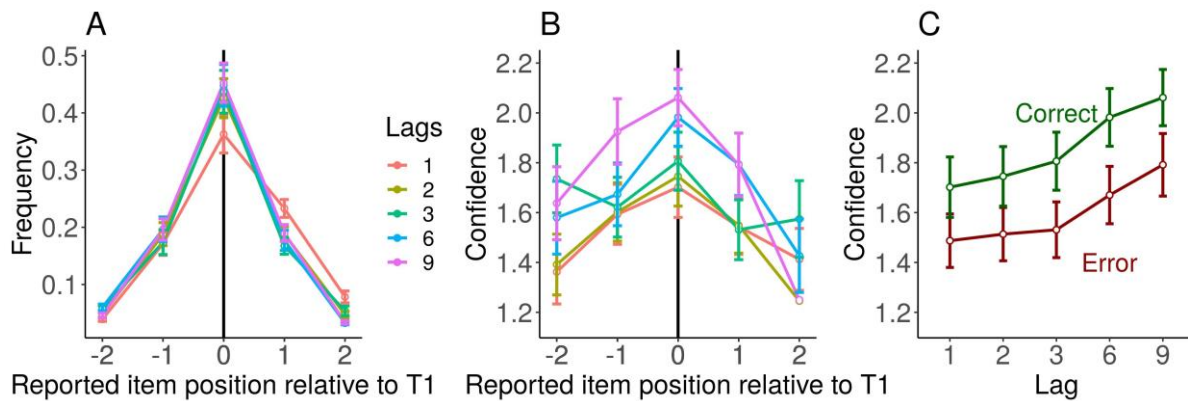 A
0.5
0.4
0.3
0.2
0.1
Frequency
-2 -1 0 1 2
Reported item position relative to T1
Lags
1
2
3
6
9
B
2.2
2.0
1.8
1.6
1.4
1.2
Confidence
-2 -1 0 1 2
Reported item position relative to T1
C
2.2
2.0
1.8
1.6
1.4
1.2
Confidence
Correct
Error
1 2 3 6 9
Lag